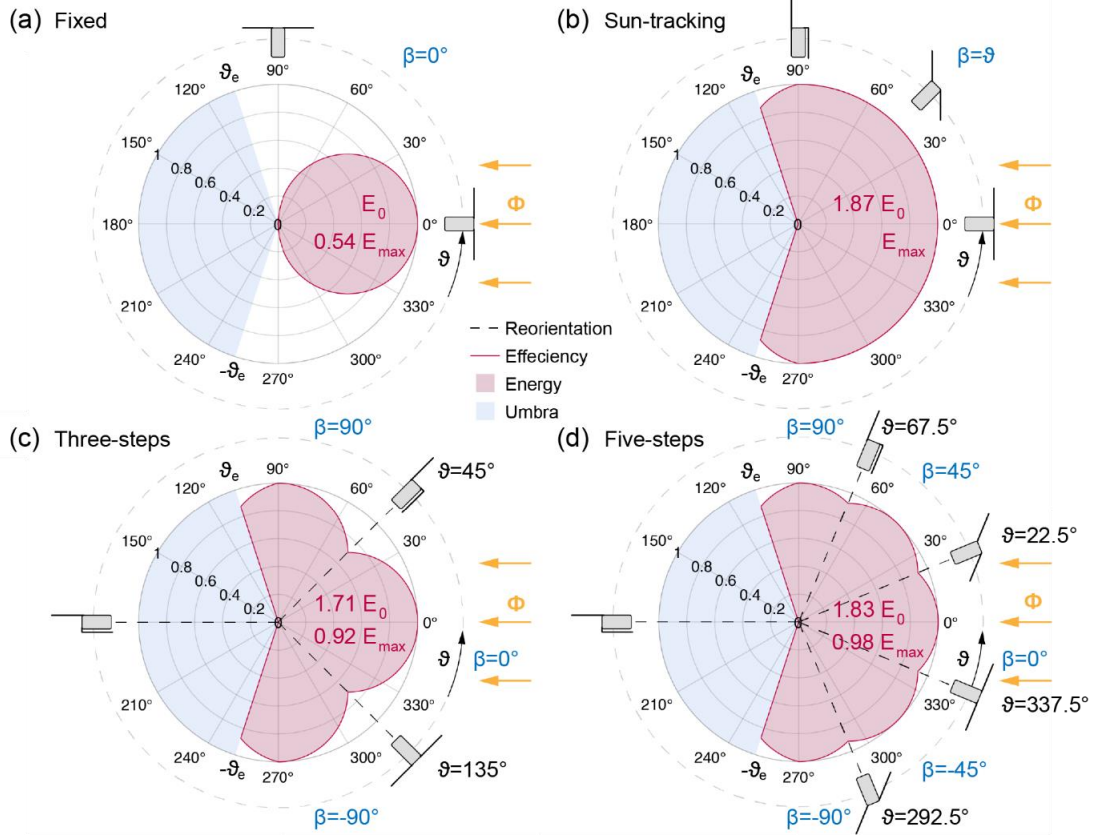 (a) Fixed
β=0°
ϑe
90°
120°
60°
150°
30°
1
0.8
0.6
0.4
0.2
0
180°
E0
0.54 Emax
0°
Φ
ϑ
210°
330°
240°
300°
-ϑe
270°
(b) Sun-tracking
β=ϑ
ϑe
90°
120°
60°
150°
30°
1
0.8
0.6
0.4
0.2
0
180°
1.87 E0
Emax
0°
Φ
ϑ
210°
330°
240°
300°
-ϑe
270°
Reorientation
Effeciency
Energy
Umbra
(c) Three-steps
β=90°
ϑe
90°
120°
60°
ϑ=45°
150°
30°
1
0.8
0.6
0.4
0.2
0
180°
1.71 E0
0.92 Emax
0°
Φ
ϑ
β=0°
210°
330°
240°
300°
-ϑe
270°
ϑ=135°
β=-90°
(d) Five-steps
β=90°
ϑ=67.5°
β=45°
ϑe
90°
120°
60°
150°
30°
ϑ=22.5°
1
0.8
0.6
0.4
0.2
0
180°
1.83 E0
0.98 Emax
0°
Φ
ϑ
β=0°
210°
330°
ϑ=337.5°
240°
300°
-ϑe
270°
β=-45°
β=-90°
ϑ=292.5°